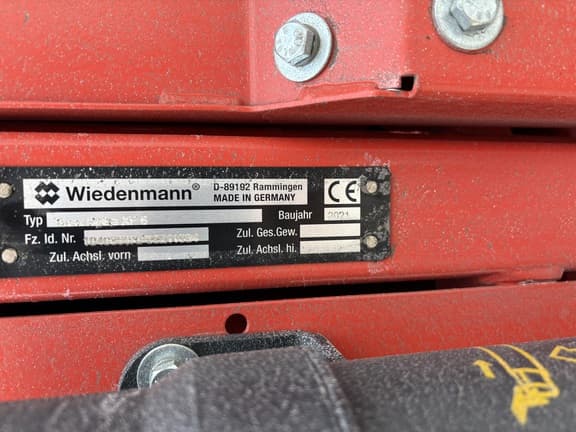 Wiedenmann® D-89192 Rammingen
MADE IN GERMANY
CE
Typ Baujahr 2021
Fz. Id. Nr. Zul. Ges.Gew.
Zul. Achsl. vorn Zul. Achsl. hi.